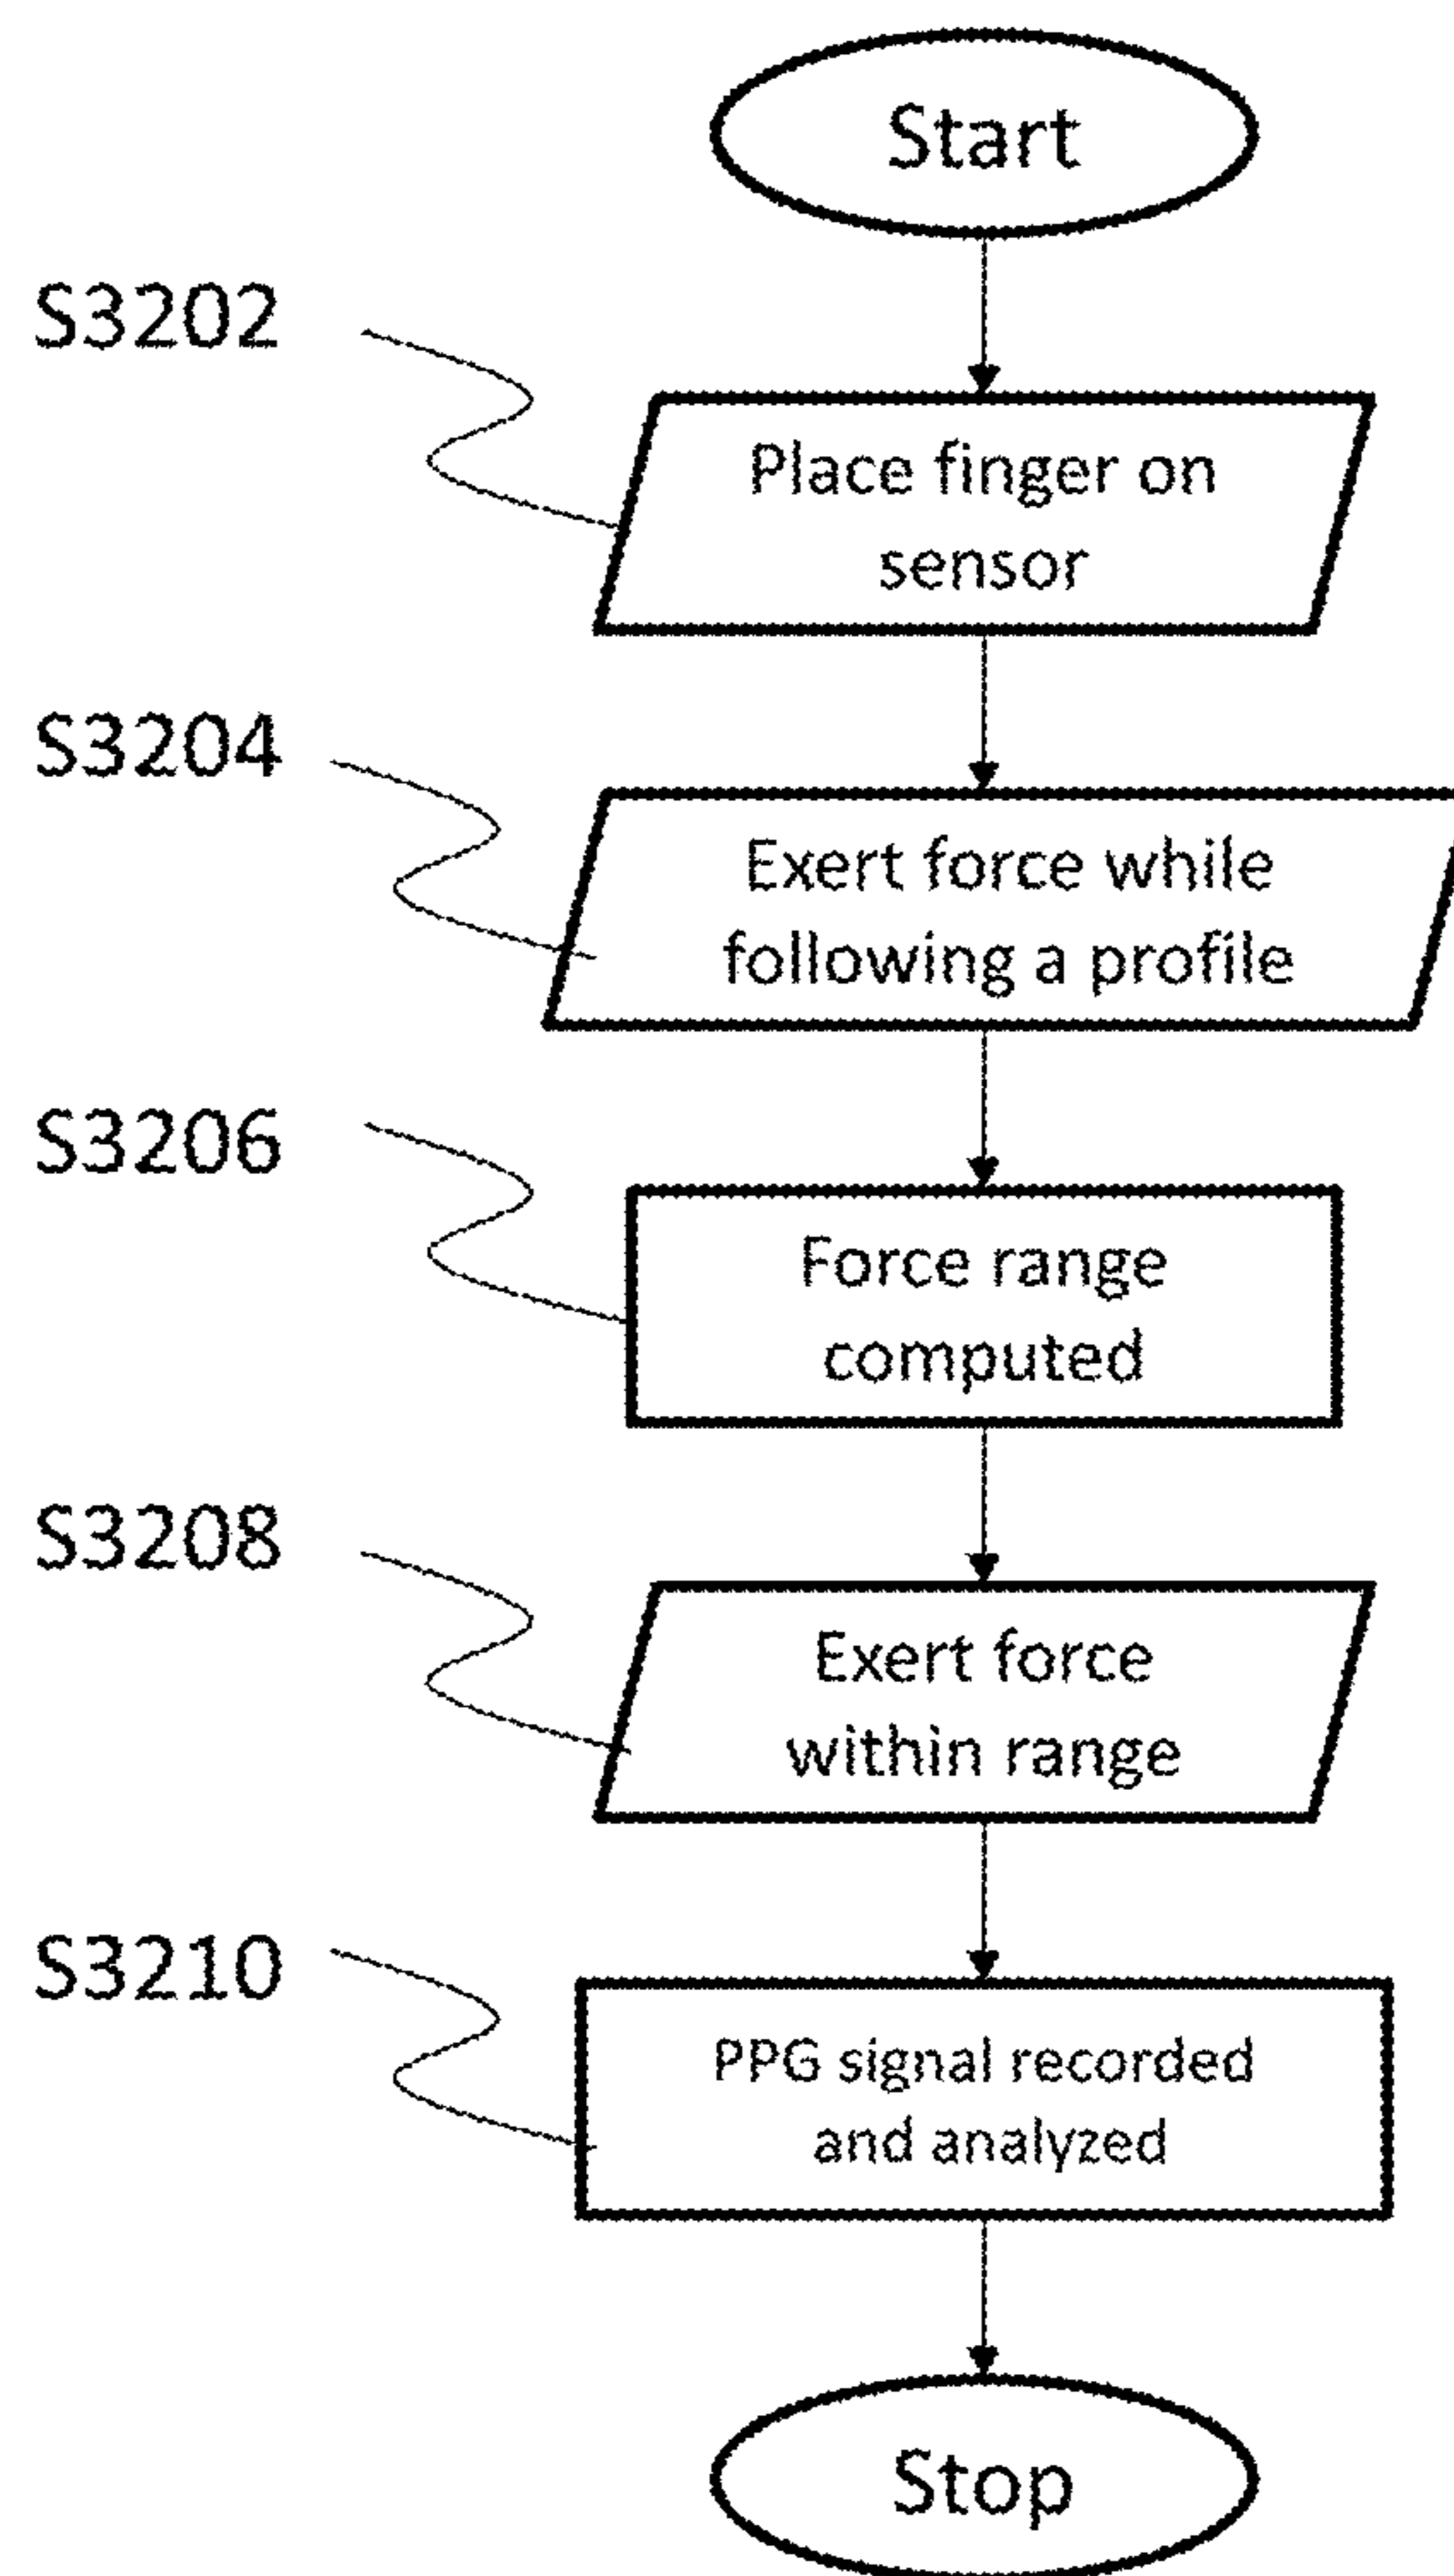 Start
S3202
Place finger on
sensor
S3204
Exert force while
following a profile
S3206
Force range
computed
S3208
Exert force
within range
S3210
PPG signal recorded
and analyzed
Stop